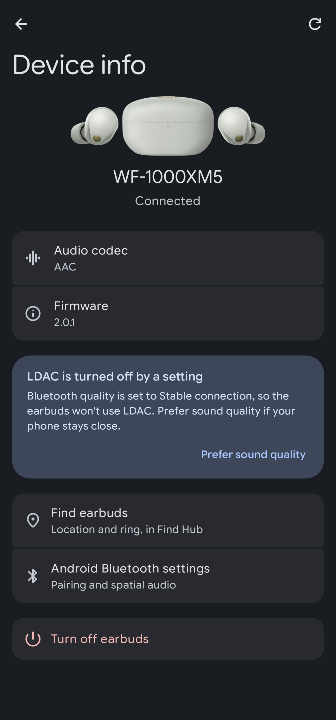 Device info
WF-1000XM5
Connected
Audio codec
AAC
Firmware
2.0.1
LDAC is turned off by a setting
Bluetooth quality is set to Stable connection, so the
earbuds won't use LDAC. Prefer sound quality if your
phone stays close.
Prefer sound quality
Find earbuds
Location and ring, in Find Hub
Android Bluetooth settings
Pairing and spatial audio
Turn off earbuds